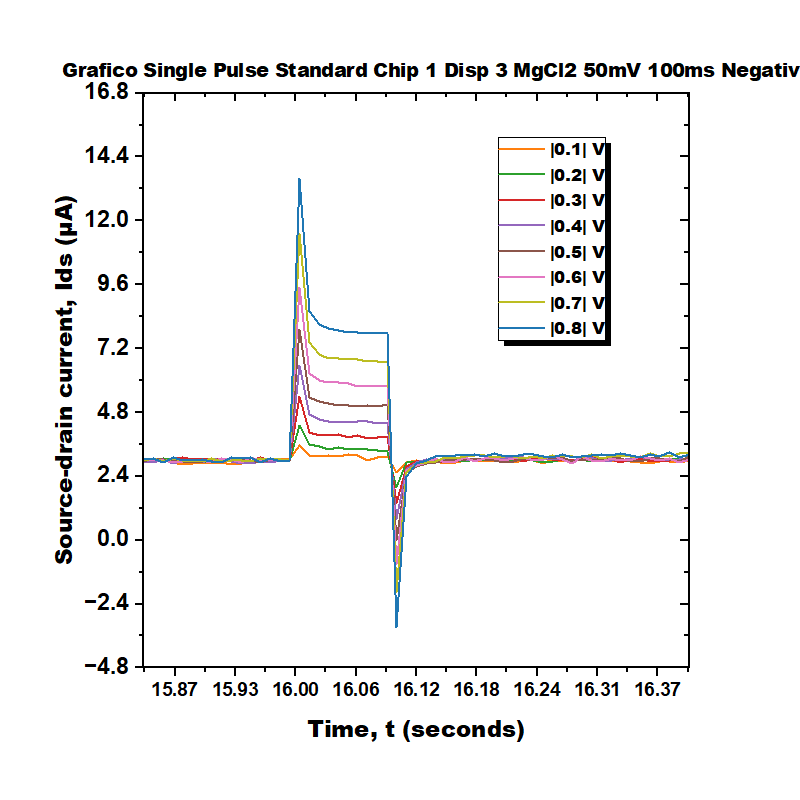 Grafico Single Pulse Standard Chip 1 Disp 3 MgCl2 50mV 100ms Negativ
16.8
14.4
12.0
9.6
7.2
4.8
2.4
0.0
−2.4
−4.8
Source-drain current, Ids (µA)
|0.1| V
|0.2| V
|0.3| V
|0.4| V
|0.5| V
|0.6| V
|0.7| V
|0.8| V
15.87 15.93 16.00 16.06 16.12 16.18 16.24 16.31 16.37
Time, t (seconds)